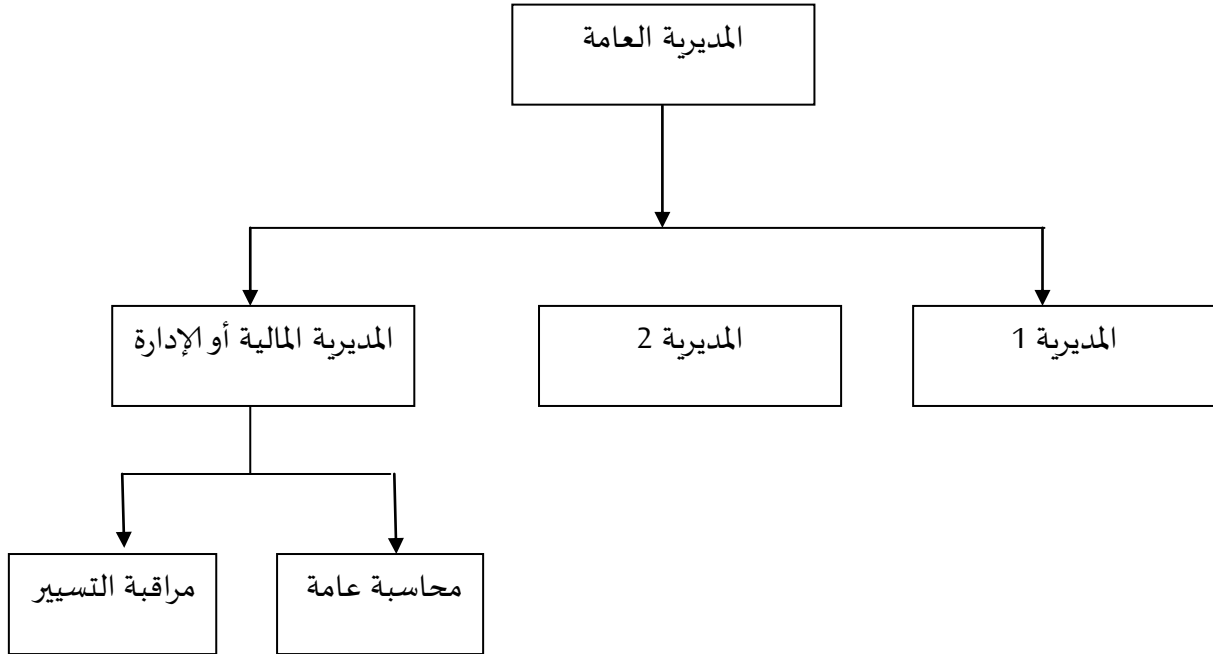 المديرية العامة
المديرية 1
المديرية 2
المديرية المالية أو الإدارة
محاسبة عامة
مراقبة التسيير